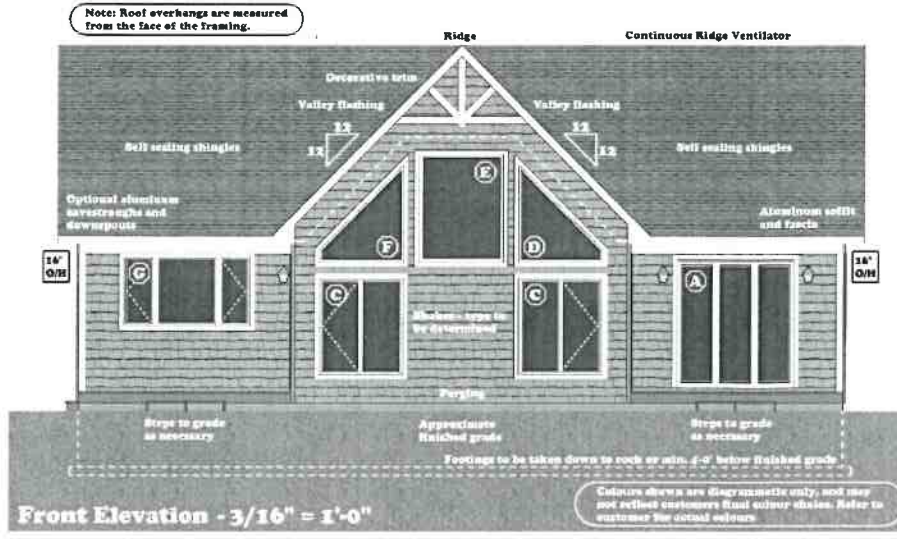 Note: Roof overhangs are measured
from the face of the framing.
Ridge
Continuous Ridge Ventilator
Decorative trim
Valley flashing
Valley flashing
12
12
12
12
Self sealing shingles
Self sealing shingles
E
Optional aluminum
eavestroughs and
downspouts
Aluminum soffit
and fascia
F
D
16"
O/H
16"
O/H
G
A
C
C
Shakes - type to
be determined
Parging
Steps to grade
as necessary
Approximate
finished grade
Steps to grade
as necessary
Footings to be taken down to rock or min. 4'-0" below finished grade
Front Elevation - 3/16" = 1'-0"
Colours shown are diagrammatic only, and may
not reflect customers final colour choice. Refer to
customer for actual colours